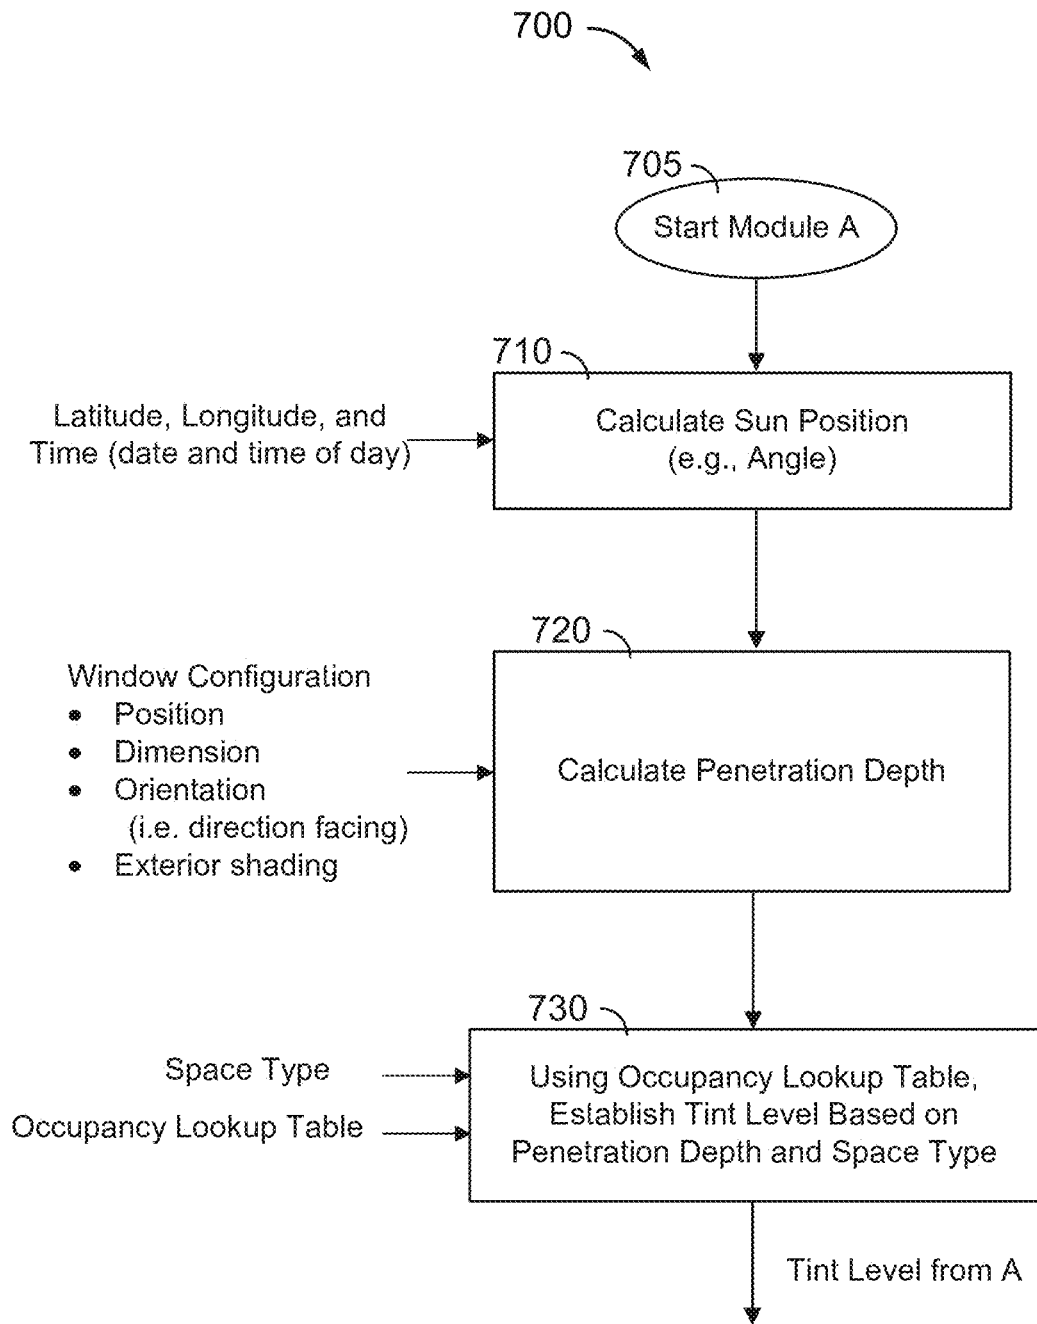 700
705
Start Module A
710
Latitude, Longitude, and
Time (date and time of day)
Calculate Sun Position
(e.g., Angle)
720
Window Configuration
• Position
• Dimension
• Orientation
(i.e. direction facing)
• Exterior shading
Calculate Penetration Depth
730
Space Type
Occupancy Lookup Table
Using Occupancy Lookup Table,
Establish Tint Level Based on
Penetration Depth and Space Type
Tint Level from A